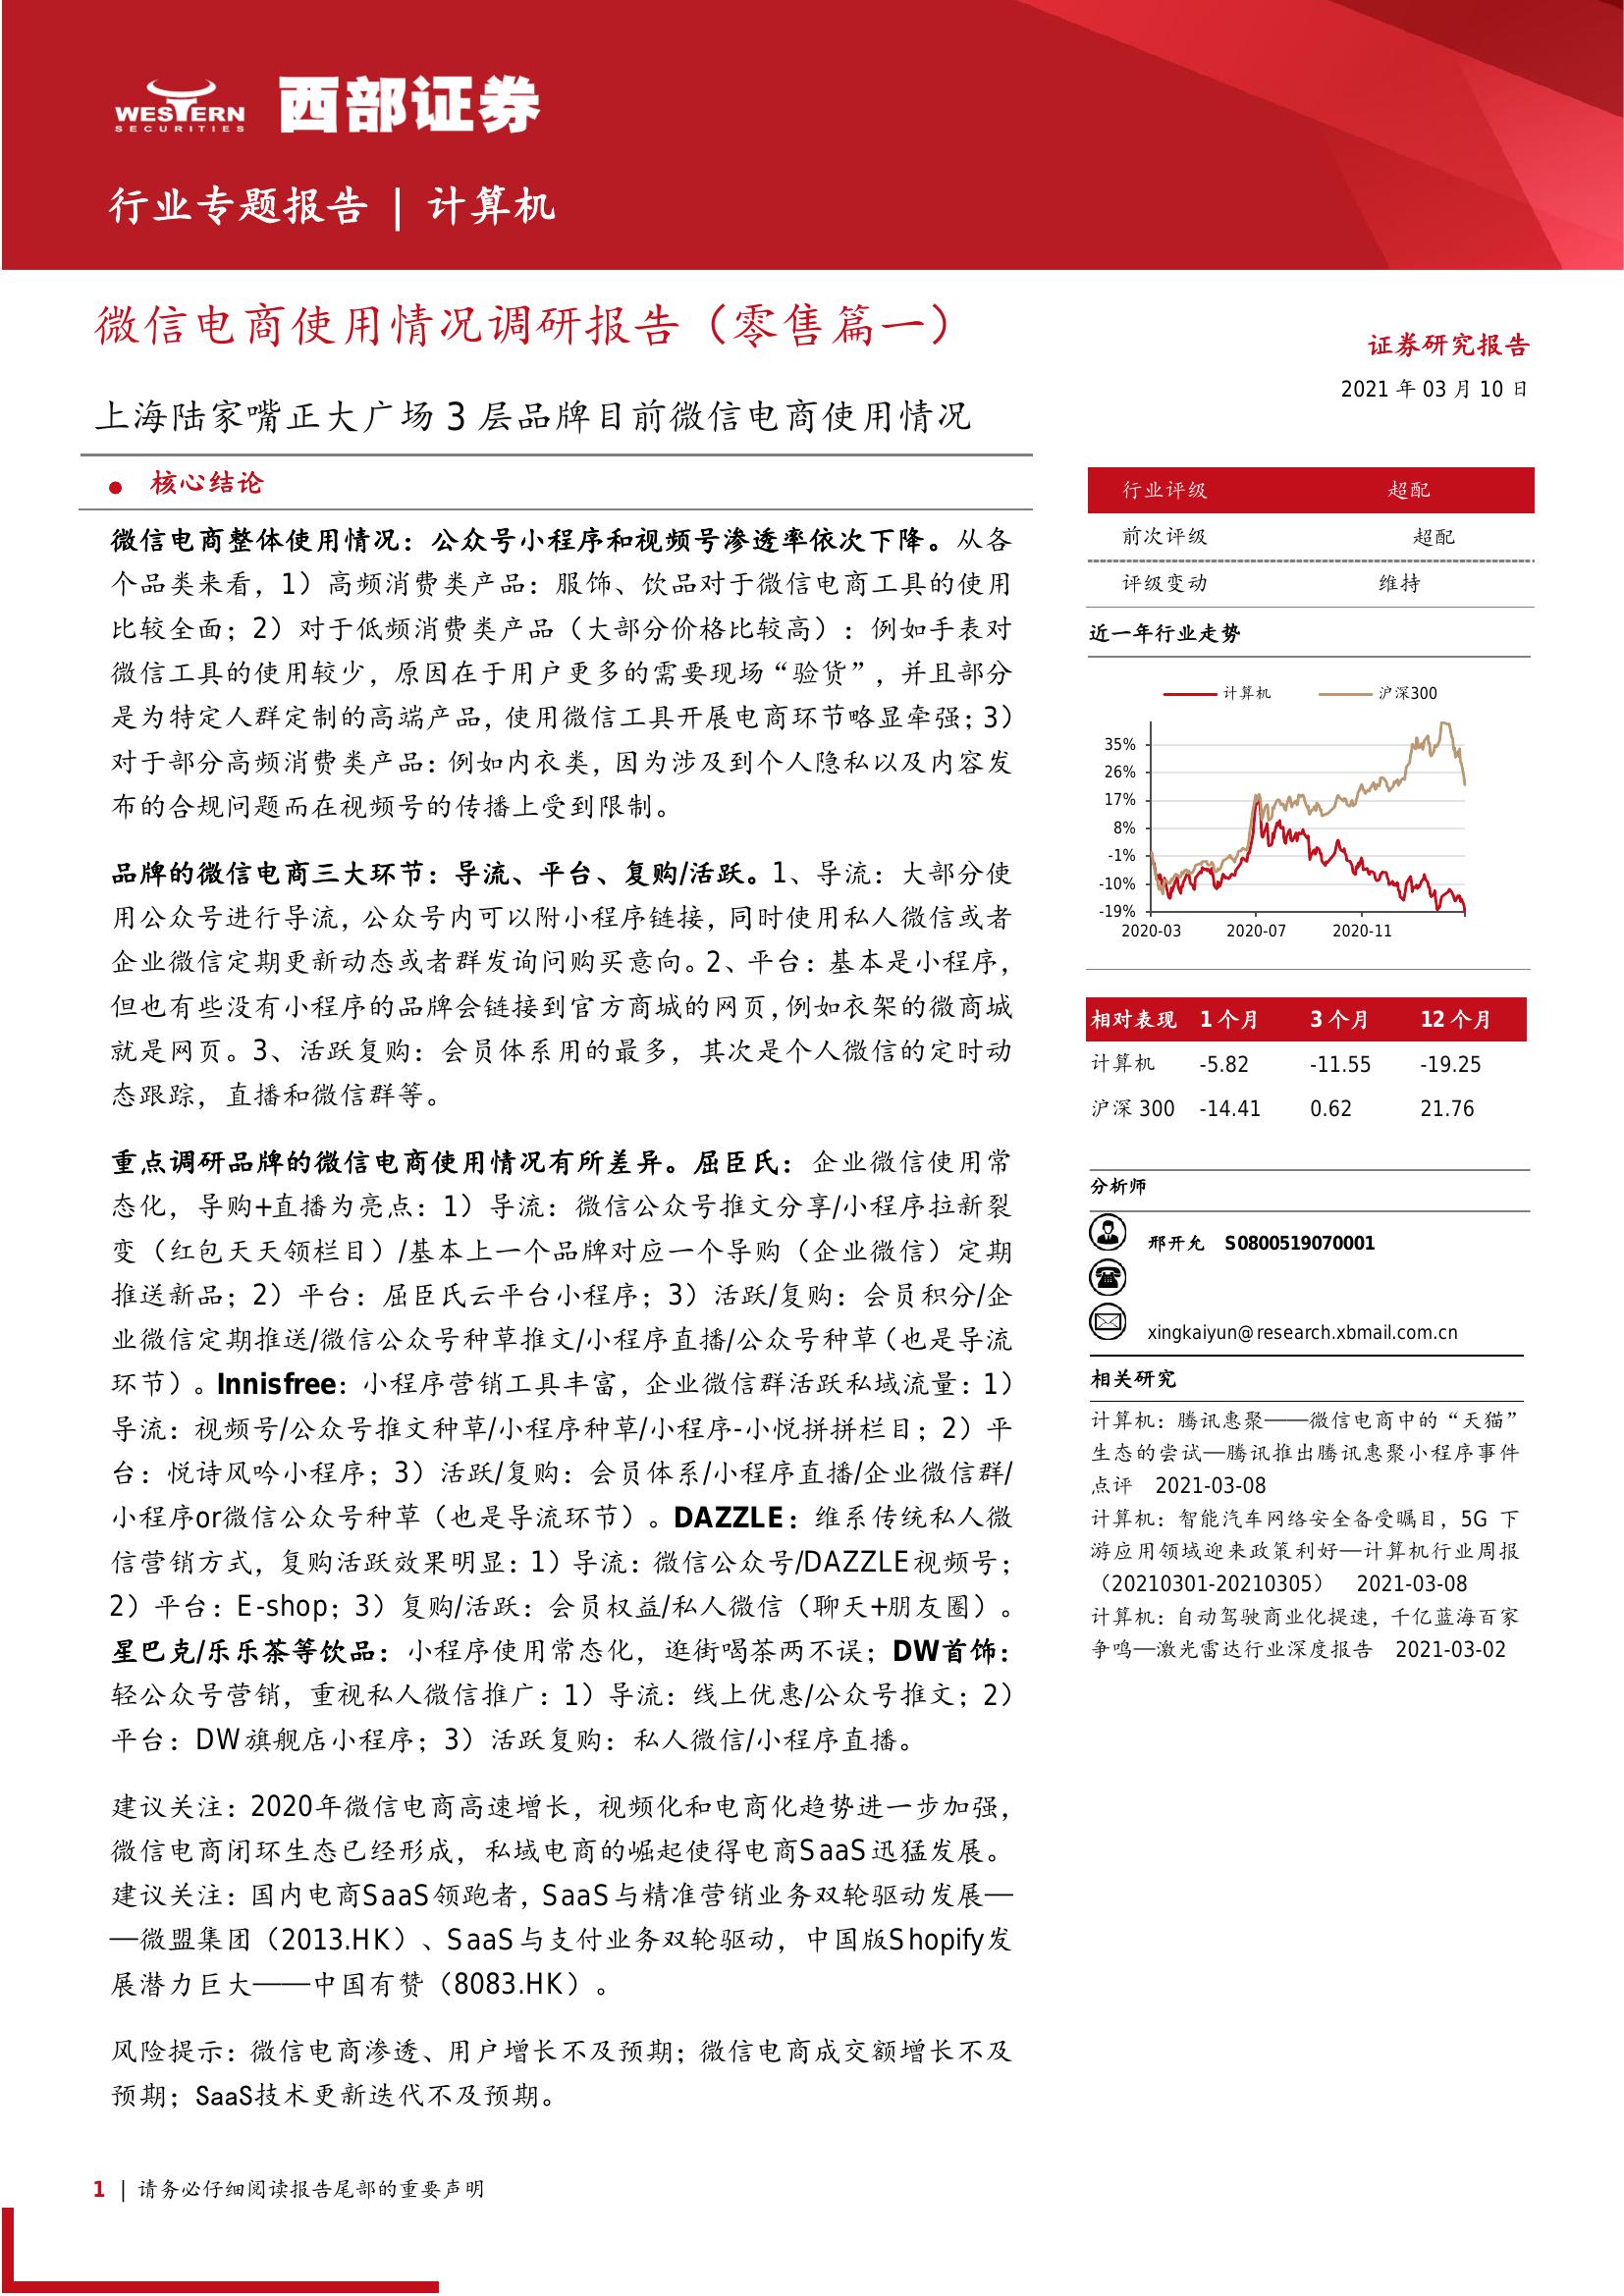 WESTERN
SECURITIES
西部证券
行业专题报告 | 计算机
微信电商使用情况调研报告（零售篇一）
上海陆家嘴正大广场 3 层品牌目前微信电商使用情况
证券研究报告
2021 年 03 月 10 日
● 核心结论
微信电商整体使用情况：公众号小程序和视频号渗透率依次下降。从各
个品类来看，1）高频消费类产品：服饰、饮品对于微信电商工具的使用
比较全面；2）对于低频消费类产品（大部分价格比较高）：例如手表对
微信工具的使用较少，原因在于用户更多的需要现场“验货”，并且部分
是为特定人群定制的高端产品，使用微信工具开展电商环节略显牵强；3）
对于部分高频消费类产品：例如内衣类，因为涉及到个人隐私以及内容发
布的合规问题而在视频号的传播上受到限制。
品牌的微信电商三大环节：导流、平台、复购/活跃。1、导流：大部分使
用公众号进行导流，公众号内可以附小程序链接，同时使用私人微信或者
企业微信定期更新动态或者群发询问购买意向。2、平台：基本是小程序，
但也有些没有小程序的品牌会链接到官方商城的网页，例如衣架的微商城
就是网页。3、活跃复购：会员体系用的最多，其次是个人微信的定时动
态跟踪，直播和微信群等。
重点调研品牌的微信电商使用情况有所差异。屈臣氏：企业微信使用常
态化，导购+直播为亮点：1）导流：微信公众号推文分享/小程序拉新裂
变（红包天天领栏目）/基本上一个品牌对应一个导购（企业微信）定期
推送新品；2）平台：屈臣氏云平台小程序；3）活跃/复购：会员积分/企
业微信定期推送/微信公众号种草推文/小程序直播/公众号种草（也是导流
环节）。Innisfree：小程序营销工具丰富，企业微信群活跃私域流量：1）
导流：视频号/公众号推文种草/小程序种草/小程序-小悦拼拼栏目；2）平
台：悦诗风吟小程序；3）活跃/复购：会员体系/小程序直播/企业微信群/
小程序or微信公众号种草（也是导流环节）。DAZZLE：维系传统私人微
信营销方式，复购活跃效果明显：1）导流：微信公众号/DAZZLE视频号；
2）平台：E-shop；3）复购/活跃：会员权益/私人微信（聊天+朋友圈）。
星巴克/乐乐茶等饮品：小程序使用常态化，逛街喝茶两不误；DW首饰：
轻公众号营销，重视私人微信推广：1）导流：线上优惠/公众号推文；2）
平台：DW旗舰店小程序；3）活跃复购：私人微信/小程序直播。
建议关注：2020年微信电商高速增长，视频化和电商化趋势进一步加强，
微信电商闭环生态已经形成，私域电商的崛起使得电商SaaS迅猛发展。
建议关注：国内电商SaaS领跑者，SaaS与精准营销业务双轮驱动发展—
—微盟集团（2013.HK）、SaaS与支付业务双轮驱动，中国版Shopify发
展潜力巨大——中国有赞（8083.HK）。
风险提示：微信电商渗透、用户增长不及预期；微信电商成交额增长不及
预期；SaaS技术更新迭代不及预期。
行业评级 超配
前次评级 超配
评级变动 维持
近一年行业走势
计算机 沪深300
35%
26%
17%
8%
-1%
-10%
-19%
2020-03 2020-07 2020-11
相对表现 1 个月 3 个月 12 个月
计算机 -5.82 -11.55 -19.25
沪深 300 -14.41 0.62 21.76
分析师
邢开允 S0800519070001
xingkaiyun@research.xbmail.com.cn
相关研究
计算机：腾讯惠聚——微信电商中的“天猫”
生态的尝试—腾讯推出腾讯惠聚小程序事件
点评 2021-03-08
计算机：智能汽车网络安全备受瞩目，5G 下
游应用领域迎来政策利好—计算机行业周报
（20210301-20210305） 2021-03-08
计算机：自动驾驶商业化提速，千亿蓝海百家
争鸣—激光雷达行业深度报告 2021-03-02
1 | 请务必仔细阅读报告尾部的重要声明